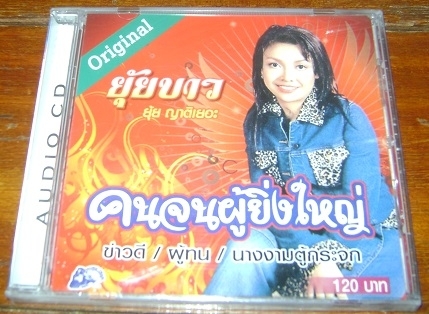 Original
AUDIO CD
ยุ้ยบาว
ยุ้ย ญาติเยอะ
คนจนผู้ยิ่งใหญ่
ข่าวดี / ผู้ทน / นางงามตู้กระจก
120 บาท